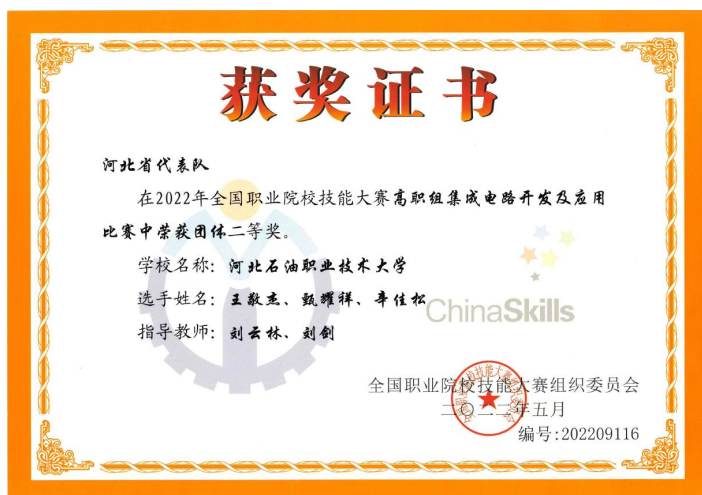 获奖证书
河北省代表队
在2022年全国职业院校技能大赛高职组集成电路开发及应用
比赛中荣获团体二等奖。
学校名称：河北石油职业技术大学
选手姓名：王敬杰、甄耀祥、辛佳松
指导教师：刘云林、刘剑
ChinaSkills
全国职业院校技能大赛组织委员会
二〇二二年五月
编号:202209116